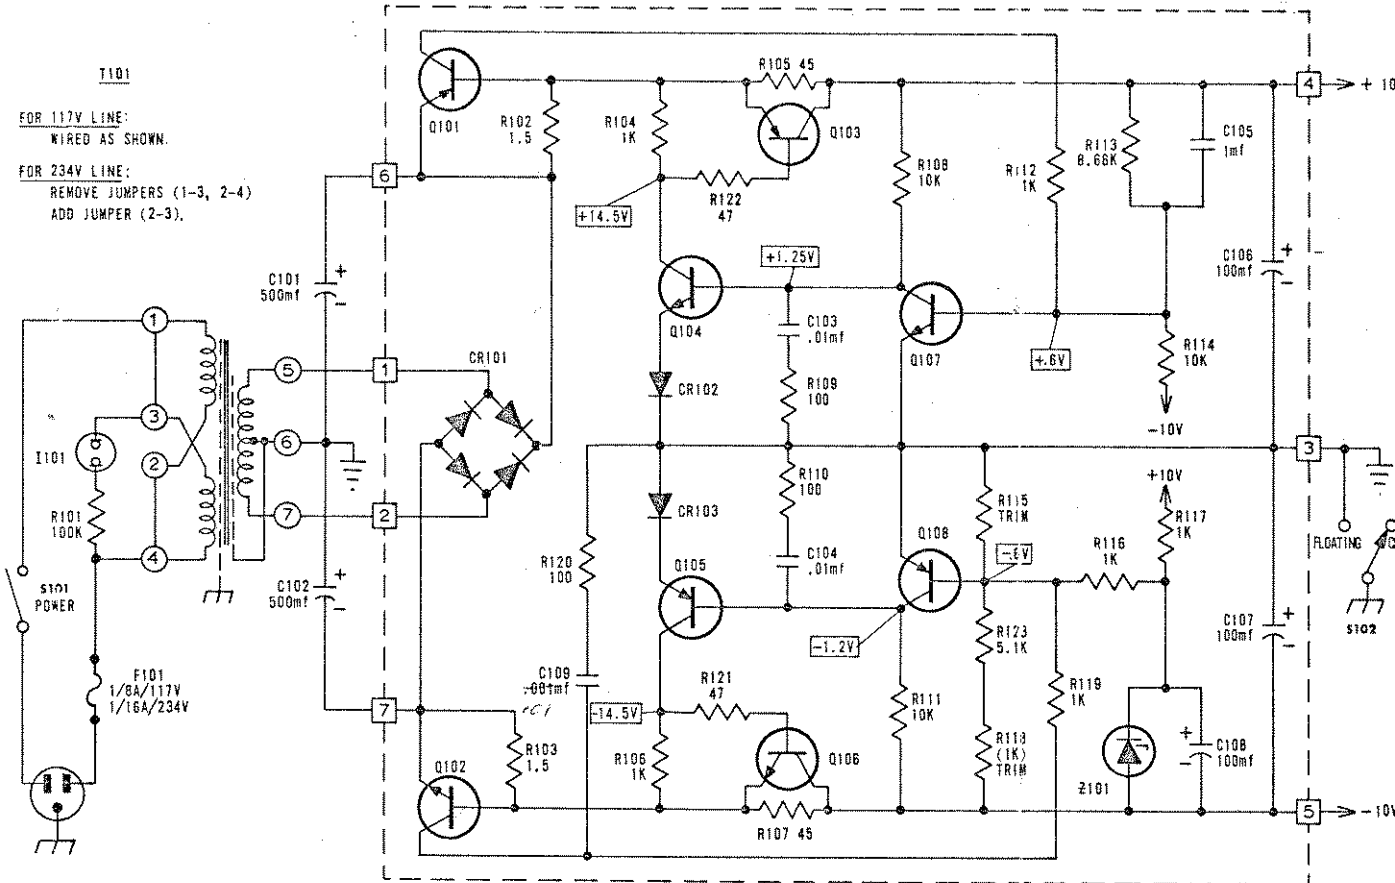 T101
FOR 117V LINE:
WIRED AS SHOWN.
FOR 234V LINE:
REMOVE JUMPERS (1-3, 2-4)
ADD JUMPER (2-3).
Q101
R102
1.5
R104
1K
R105 45
Q103
R122
47
+14.5V
R108
10K
R112
1K
R113
8.66K
C105
1mf
4
+ 10
6
C101
500mf
+
-
Q104
+1.25V
C103
.01mf
Q107
+.6V
R114
10K
-10V
C106
100mf
+
-
1
3
2
4
5
6
7
I101
R101
100K
S101
POWER
F101
1/8A/117V
1/16A/234V
C102
500mf
+
-
1
2
CR101
CR102
R109
100
CR103
R110
100
C104
.01mf
R120
100
Q105
Q108
-1.2V
R115
TRIM
-.6V
R116
1K
+10V
R117
1K
3
FLOATING
S102
R123
5.1K
R118
(1K)
TRIM
R119
1K
C107
100mf
+
-
C109
.001mf
R121
47
-14.5V
7
R103
1.5
R106
1K
Q106
R107 45
R111
10K
Z101
C108
100mf
+
-
Q102
5
-10V